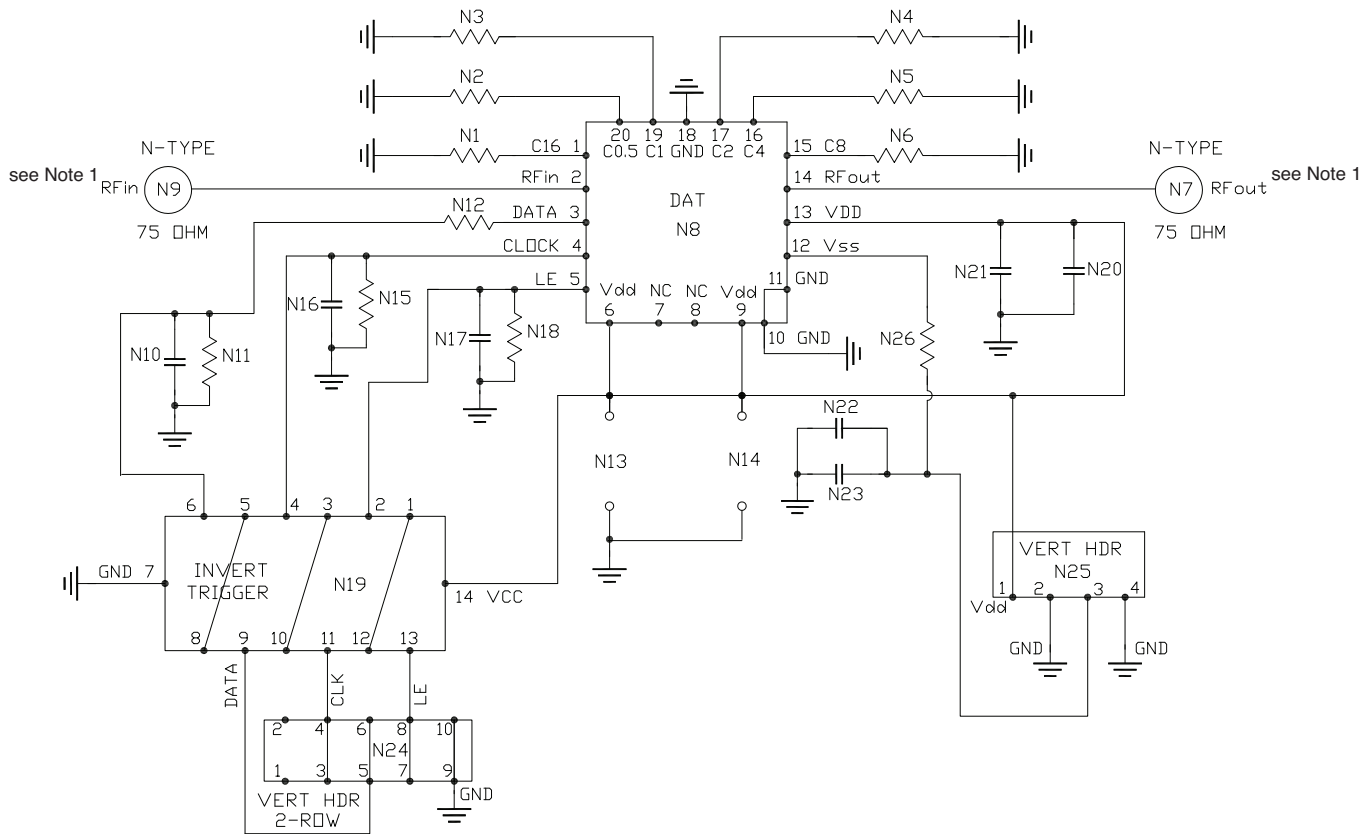 N3
N4
N2
N5
N1
N6
20 19 18 17 16
C0.5 C1 GND C2 C4
C16 1
15 C8
N-TYPE
N-TYPE
see Note 1
RFin
N9
RFin 2
14 RFout
N7
RFout
see Note 1
75 OHM
75 OHM
DAT
N8
N12
DATA 3
13 VDD
CLOCK 4
12 Vss
LE 5
11
GND
Vdd NC NC Vdd
6 7 8 9
10 GND
N21
N20
N16
N15
N17
N18
N10
N11
N26
N22
N23
N13
N14
6 5 4 3 2 1
GND 7
INVERT
TRIGGER
N19
14 VCC
8 9 10 11 12 13
DATA
CLK
LE
VERT HDR
N25
1 2 3 4
Vdd
GND
GND
2 4 6 8 10
N24
1 3 5 7 9
GND
VERT HDR
2-ROW